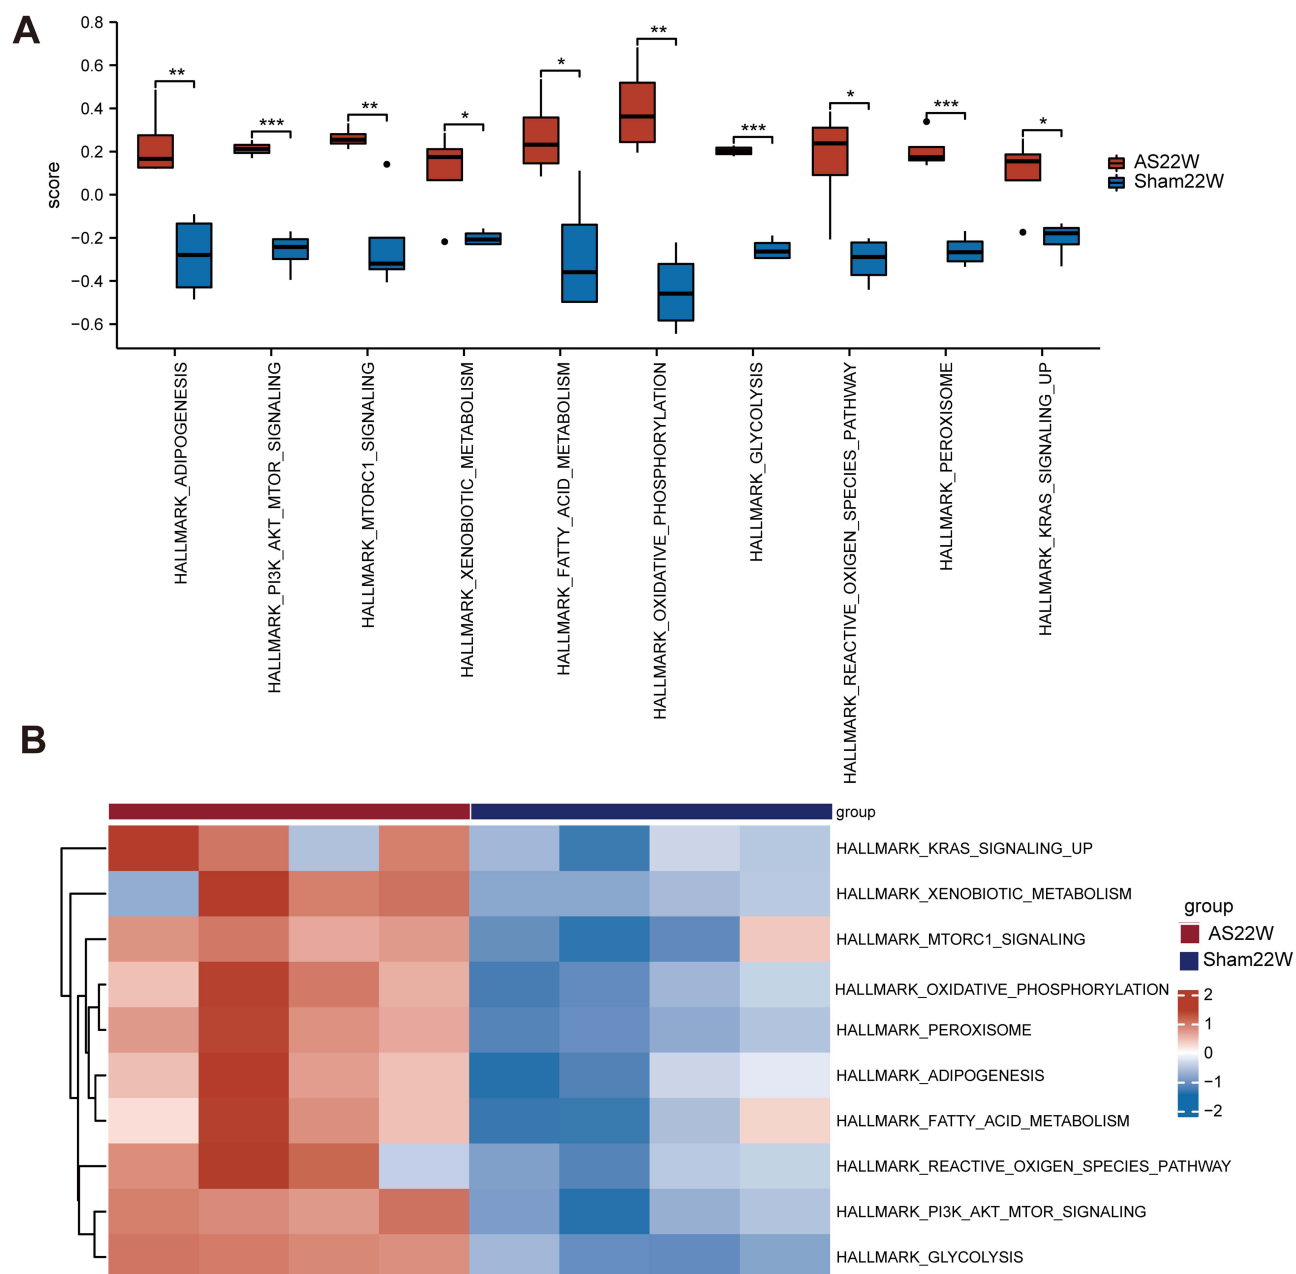 A
score
0.8
0.6
0.4
0.2
0.0
−0.2
−0.4
−0.6
**
***
**
*
*
**
***
*
***
*
AS22W
Sham22W
HALLMARK_ADIPOGENESIS
HALLMARK_PI3K_AKT_MTOR_SIGNALING
HALLMARK_MTORC1_SIGNALING
HALLMARK_XENOBIOTIC_METABOLISM
HALLMARK_FATTY_ACID_METABOLISM
HALLMARK_OXIDATIVE_PHOSPHORYLATION
HALLMARK_GLYCOLYSIS
HALLMARK_REACTIVE_OXIGEN_SPECIES_PATHWAY
HALLMARK_PEROXISOME
HALLMARK_KRAS_SIGNALING_UP
B
group
HALLMARK_KRAS_SIGNALING_UP
HALLMARK_XENOBIOTIC_METABOLISM
HALLMARK_MTORC1_SIGNALING
HALLMARK_OXIDATIVE_PHOSPHORYLATION
HALLMARK_PEROXISOME
HALLMARK_ADIPOGENESIS
HALLMARK_FATTY_ACID_METABOLISM
HALLMARK_REACTIVE_OXIGEN_SPECIES_PATHWAY
HALLMARK_PI3K_AKT_MTOR_SIGNALING
HALLMARK_GLYCOLYSIS
group
AS22W
Sham22W
2
1
0
−1
−2